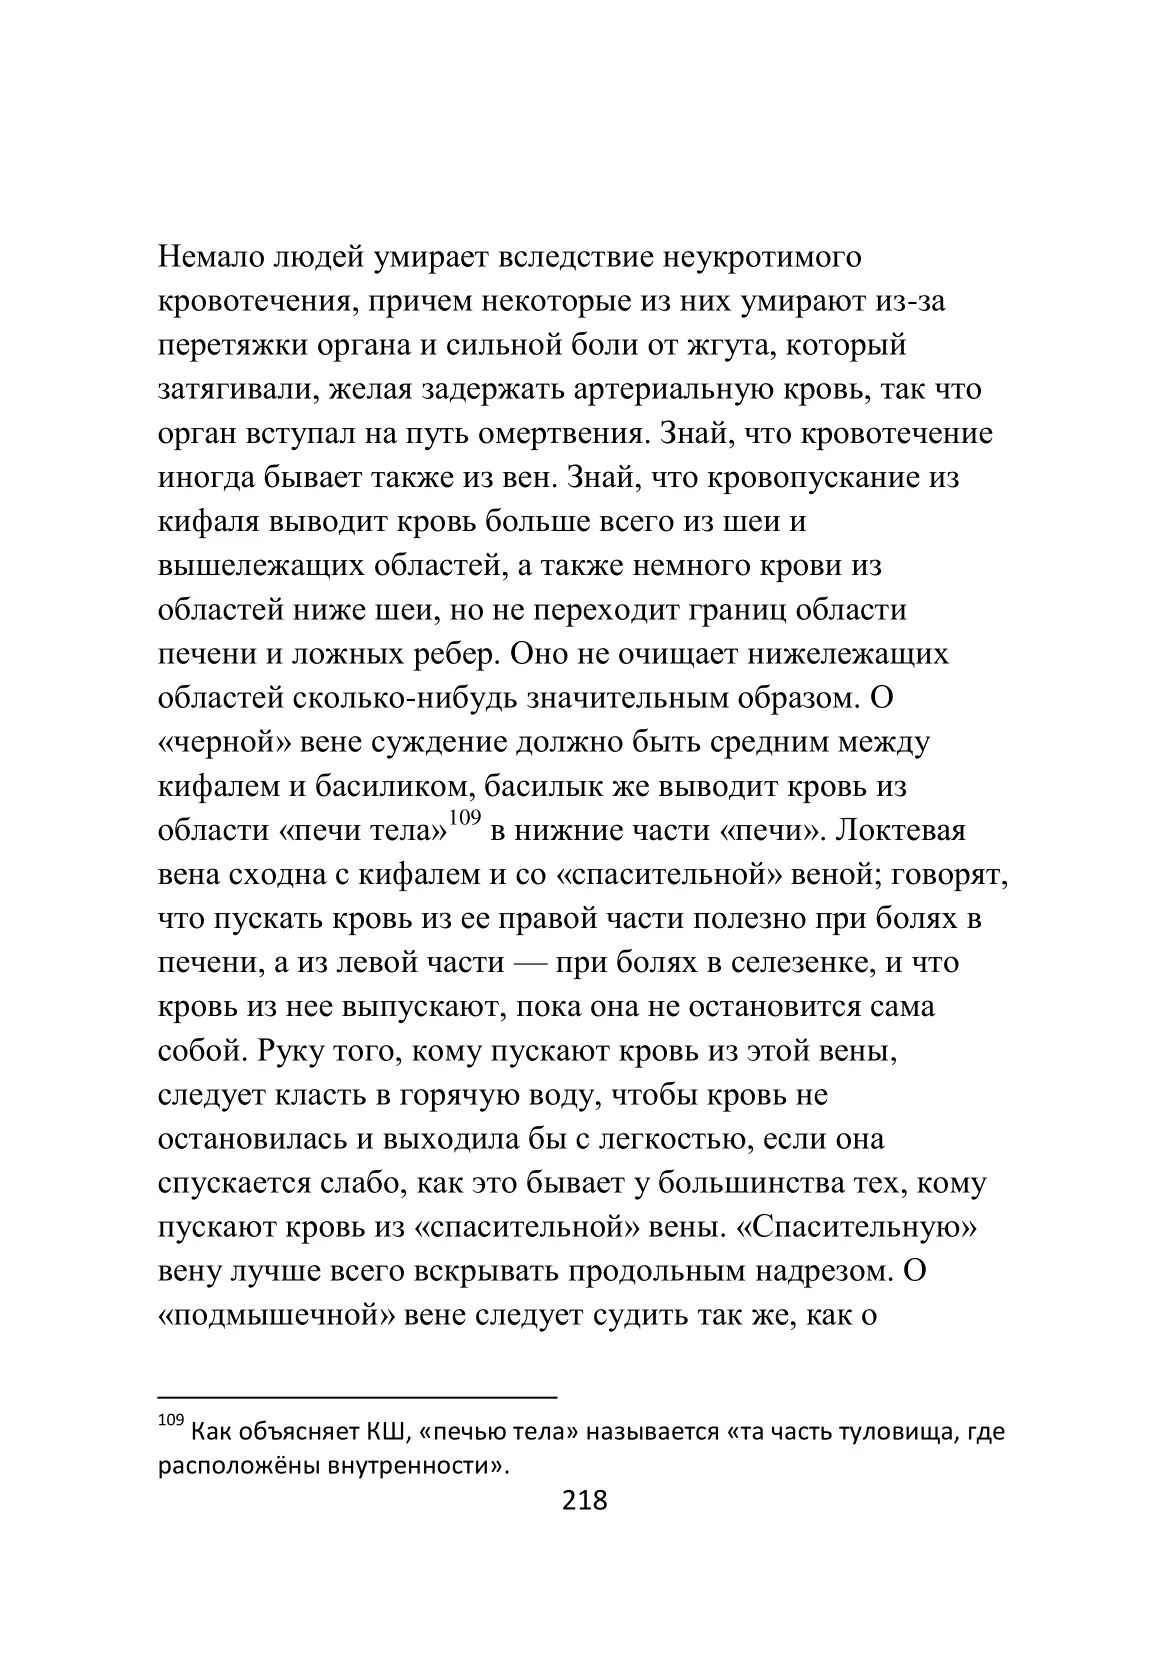 Немало людей умирает вследствие неукротимого
кровотечения, причем некоторые из них умирают из-за
перетяжки органа и сильной боли от жгута, который
затягивали, желая задержать артериальную кровь, так что
орган вступал на путь омертвения. Знай, что кровотечение
иногда бывает также из вен. Знай, что кровопускание из
кифаля выводит кровь больше всего из шеи и
вышележащих областей, а также немного крови из
областей ниже шеи, но не переходит границ области
печени и ложных ребер. Оно не очищает нижележащих
областей сколько-нибудь значительным образом. О
«черной» вене суждение должно быть средним между
кифалем и басиликом, басилык же выводит кровь из
области «печи тела»109 в нижние части «печи». Локтевая
вена сходна с кифалем и со «спасительной» веной; говорят,
что пускать кровь из ее правой части полезно при болях в
печени, а из левой части — при болях в селезенке, и что
кровь из нее выпускают, пока она не остановится сама
собой. Руку того, кому пускают кровь из этой вены,
следует класть в горячую воду, чтобы кровь не
остановилась и выходила бы с легкостью, если она
спускается слабо, как это бывает у большинства тех, кому
пускают кровь из «спасительной» вены. «Спасительную»
вену лучше всего вскрывать продольным надрезом. О
«подмышечной» вене следует судить так же, как о
109 Как объясняет КШ, «печью тела» называется «та часть туловища, где
расположёны внутренности».
218